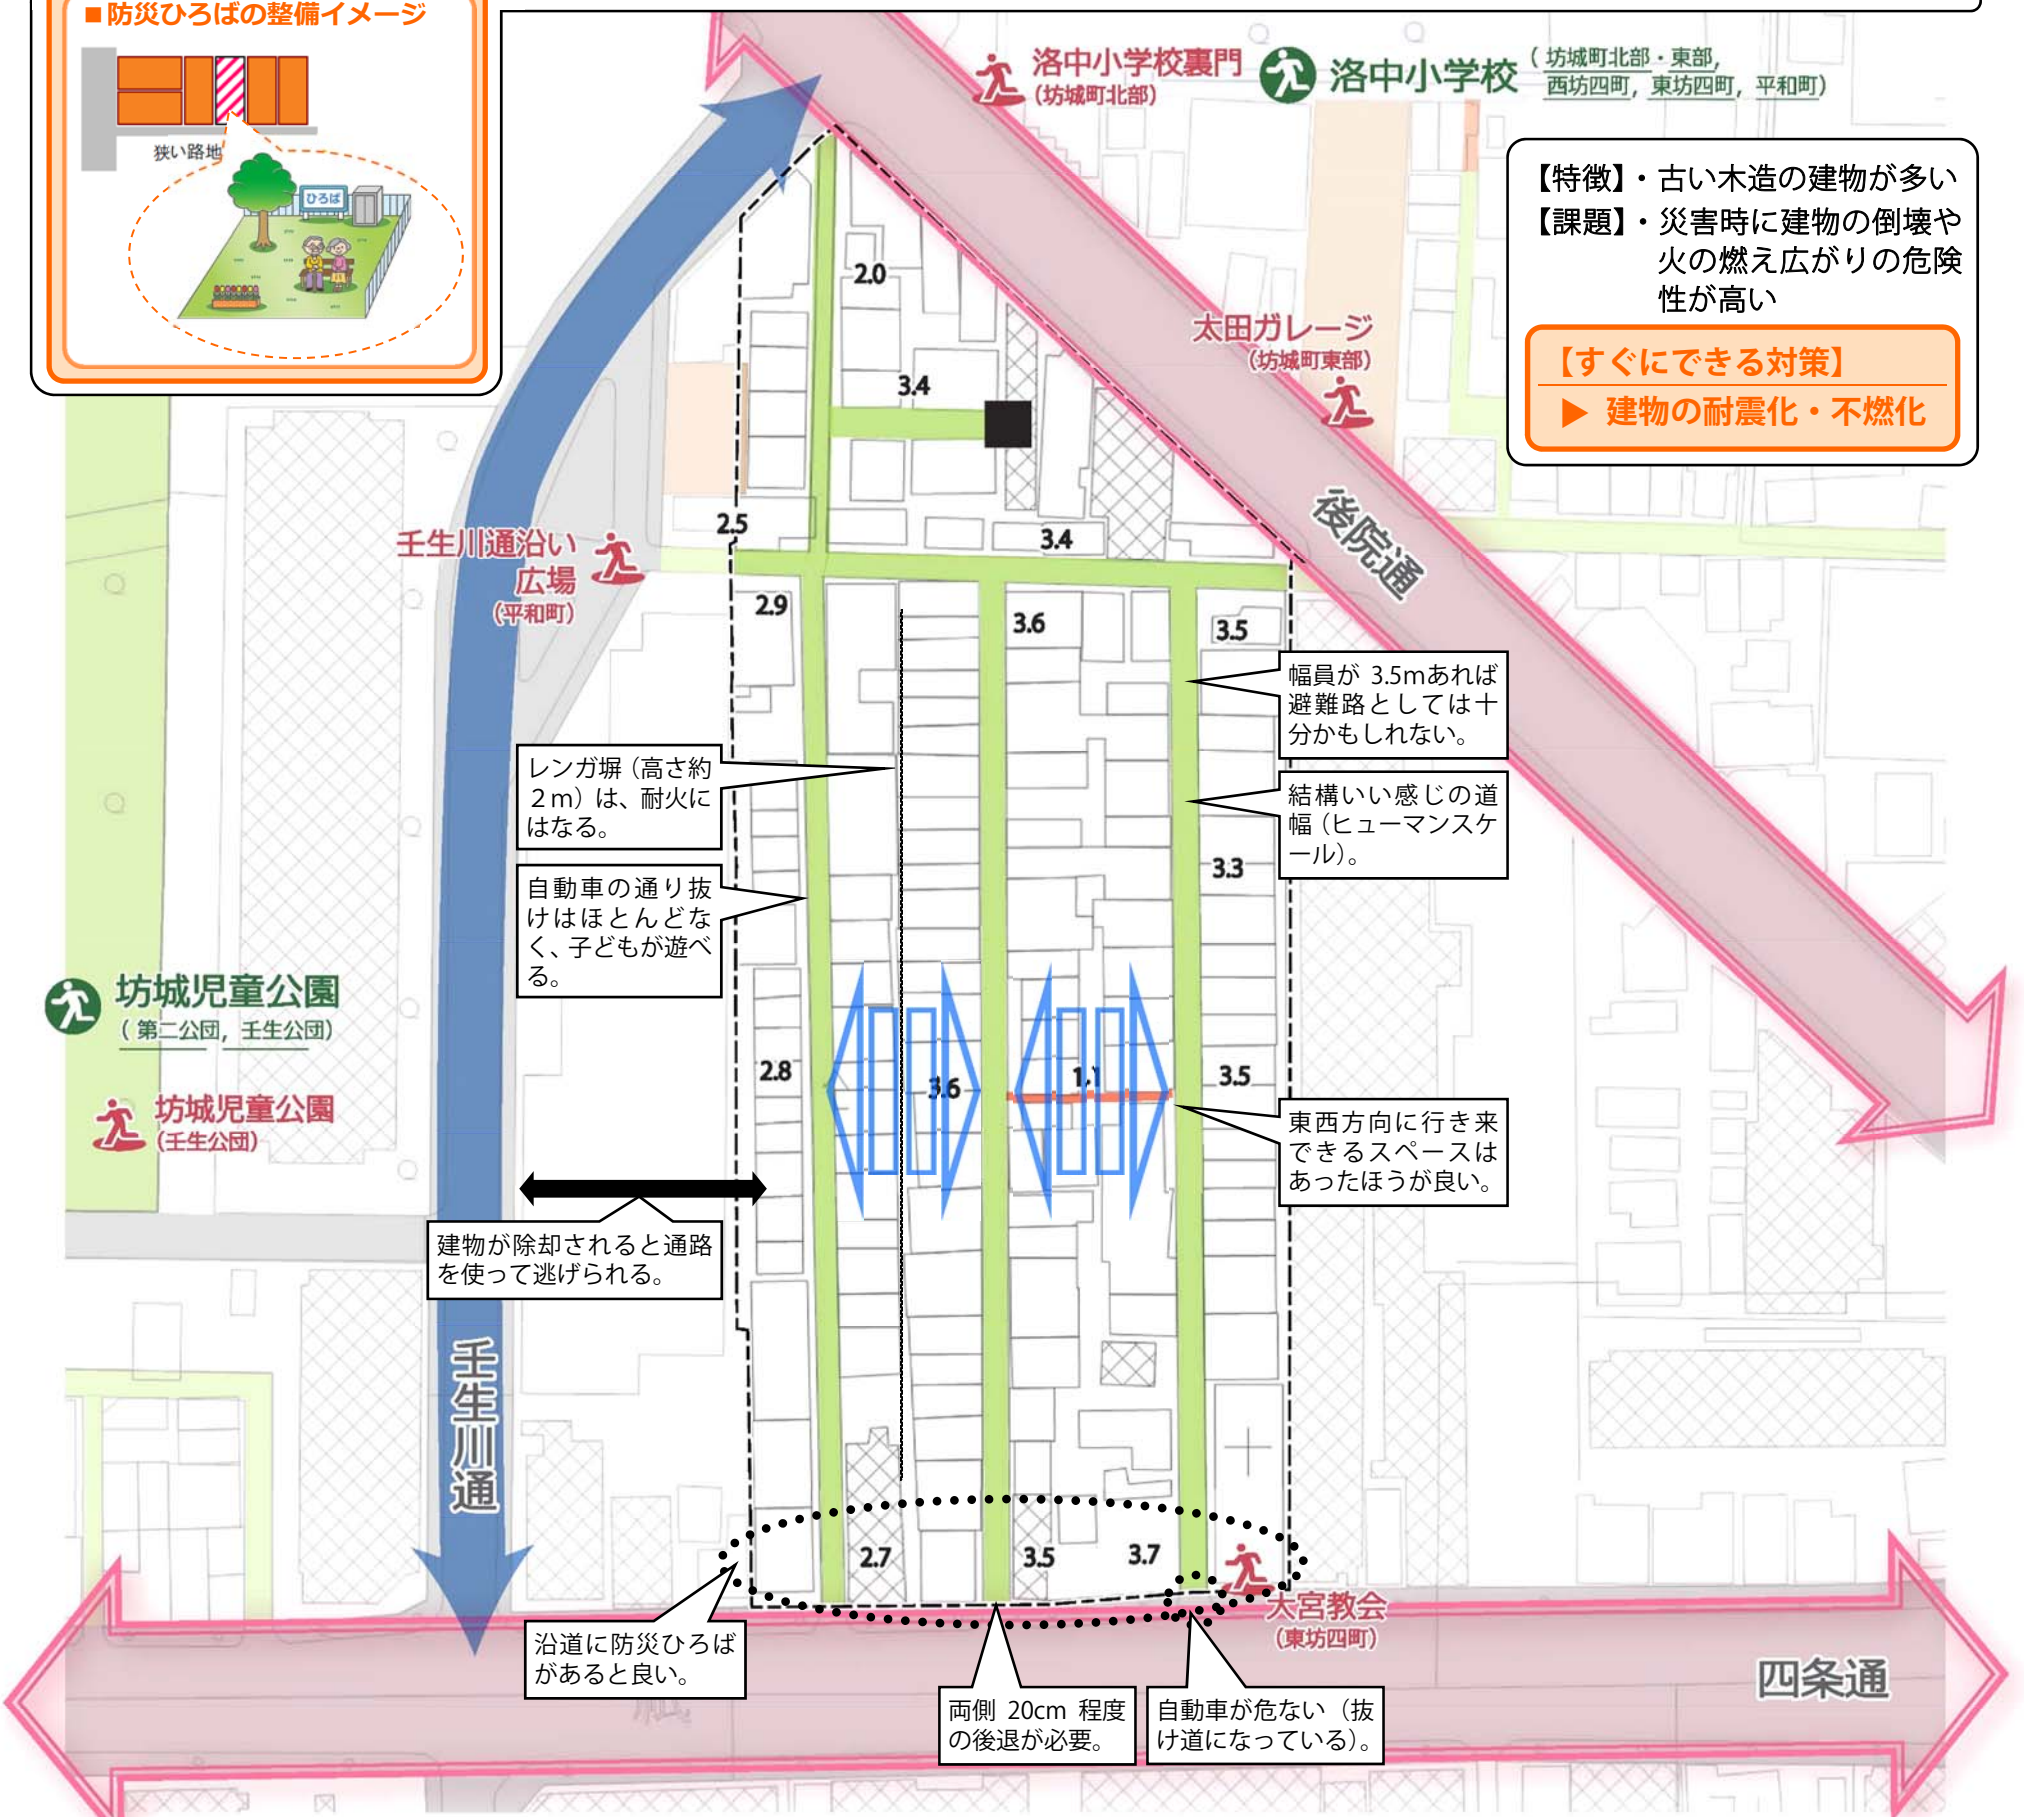 ■防災ひろばの整備イメージ
狭い路地
ひろば
洛中小学校裏門
(坊城町北部)
洛中小学校
(坊城町北部・東部,
西坊四町, 東坊四町, 平和町)
【特徴】・古い木造の建物が多い
【課題】・災害時に建物の倒壊や
火の燃え広がりの危険
性が高い
【すぐにできる対策】
▶ 建物の耐震化・不燃化
2.0
太田ガレージ
(坊城町東部)
3.4
後院通
2.5
3.4
壬生川通沿い
広場
(平和町)
2.9
3.6
3.5
幅員が 3.5mあれば
避難路としては十
分かもしれない。
レンガ塀(高さ約
2m)は、耐火に
はなる。
結構いい感じの道
幅(ヒューマンスケ
ール)。
3.3
自動車の通り抜
けはほとんどな
く、子どもが遊べ
る。
坊城児童公園
(第二公団, 壬生公団)
2.8
3.6
1.1
3.5
坊城児童公園
(壬生公団)
東西方向に行き来
できるスペースは
あったほうが良い。
建物が除却されると通路
を使って逃げられる。
壬生川通
2.7
3.5
3.7
大宮教会
(東坊四町)
沿道に防災ひろば
があると良い。
四条通
両側 20cm 程度
の後退が必要。
自動車が危ない(抜
け道になっている)。